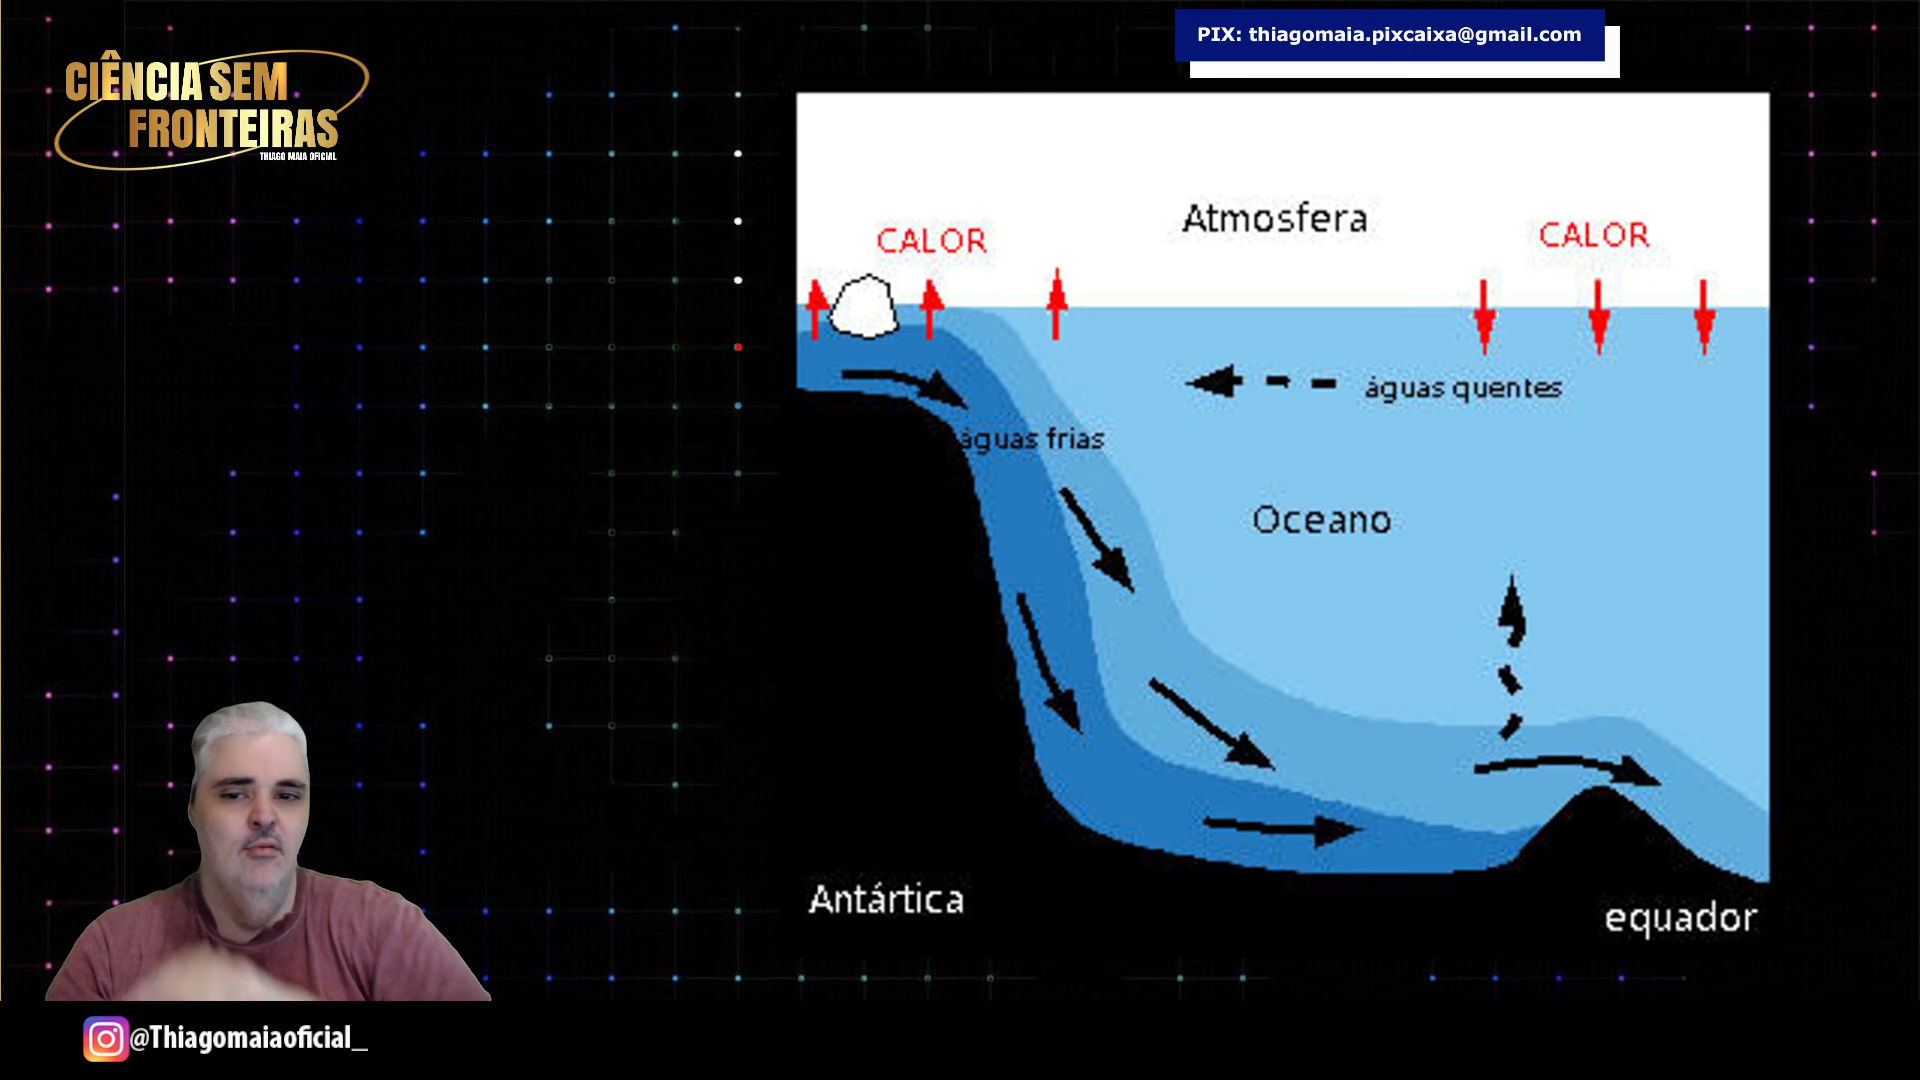 PIX: thiagomaia.pixcaixa@gmail.com
CIÊNCIA SEM
FRONTEIRAS
THIAGO MAIA OFICIAL
Atmosfera
CALOR
CALOR
águas quentes
águas frias
Oceano
Antártica
equador
@Thiagomaiaoficial_